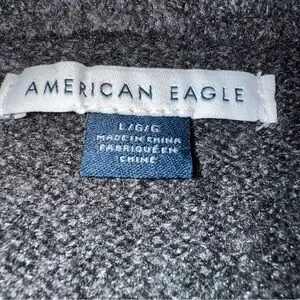 AMERICAN EAGLE
L/G/G
MADE IN CHINA
FABRIQUÉ EN
CHINE